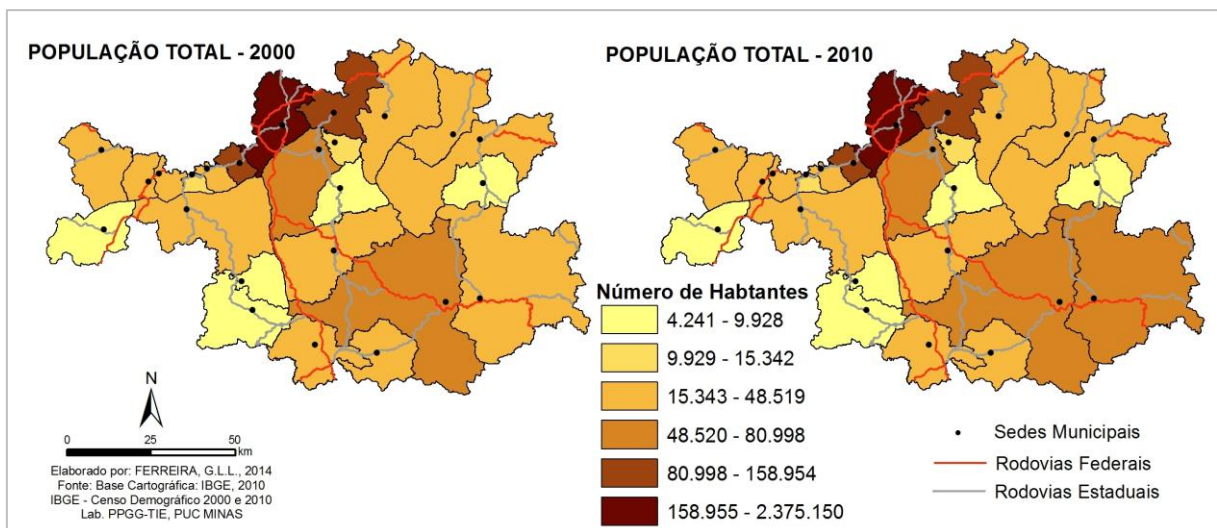 POPULAÇÃO TOTAL - 2000
POPULAÇÃO TOTAL - 2010
Número de Habtantes
4.241 - 9.928
9.929 - 15.342
15.343 - 48.519
48.520 - 80.998
80.998 - 158.954
158.955 - 2.375.150
N
0 25 50
km
Elaborado por: FERREIRA, G.L.L., 2014
Fonte: Base Cartográfica: IBGE, 2010
IBGE - Censo Demográfico 2000 e 2010
Lab. PPGG-TIE, PUC MINAS
Sedes Municipais
Rodovias Federais
Rodovias Estaduais